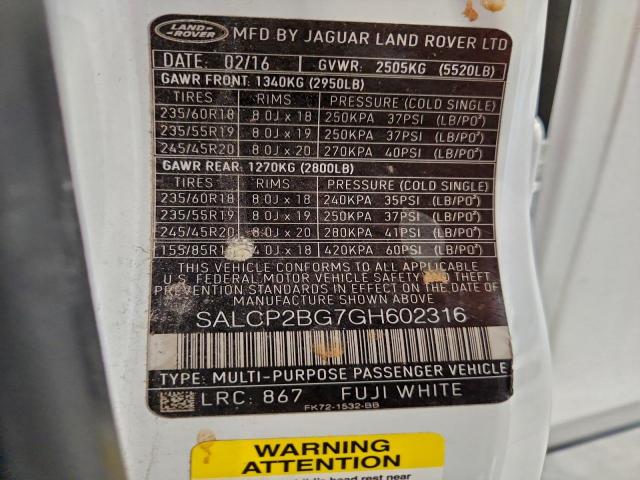 LAND ROVER
MFD BY JAGUAR LAND ROVER LTD
DATE: 02/16 GVWR: 2505KG (5520LB)
GAWR FRONT: 1340KG (2950LB)
TIRES RIMS PRESSURE (COLD SINGLE)
235/60R18 8.0J x 18 250KPA 37PSI (LB/PO²)
235/55R19 8.0J x 19 250KPA 37PSI (LB/PO²)
245/45R20 8.0J x 20 270KPA 40PSI (LB/PO²)
GAWR REAR: 1270KG (2800LB)
TIRES RIMS PRESSURE (COLD SINGLE)
235/60R18 8.0J x 18 240KPA 35PSI (LB/PO²)
235/55R19 8.0J x 19 250KPA 37PSI (LB/PO²)
245/45R20 8.0J x 20 280KPA 41PSI (LB/PO²)
4.0J x 18 420KPA 60PSI (LB/PO²)
THIS VEHICLE CONFORMS TO ALL APPLICABLE
U.S. FEDERAL MOTOR VEHICLE SAFETY AND THEFT
PREVENTION STANDARDS IN EFFECT ON THE DATE
OF MANUFACTURE SHOWN ABOVE
SALCP2BG7GH602316
TYPE: MULTI-PURPOSE PASSENGER VEHICLE
LRC: 867 FUJI WHITE
FK72-1532-BB
WARNING
ATTENTION
head rest near